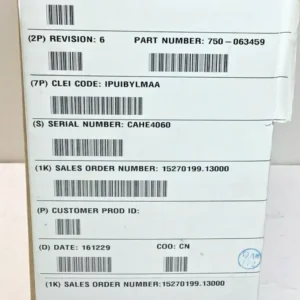 (2P) REVISION: 6 PART NUMBER: 750-063459
(7P) CLEI CODE: IPUIBYLMAA
(S) SERIAL NUMBER: CAHE4060
(1K) SALES ORDER NUMBER: 15270199.13000
(P) CUSTOMER PROD ID:
(D) DATE: 161229 COO: CN
(1K) SALES ORDER NUMBER:15270199.13000